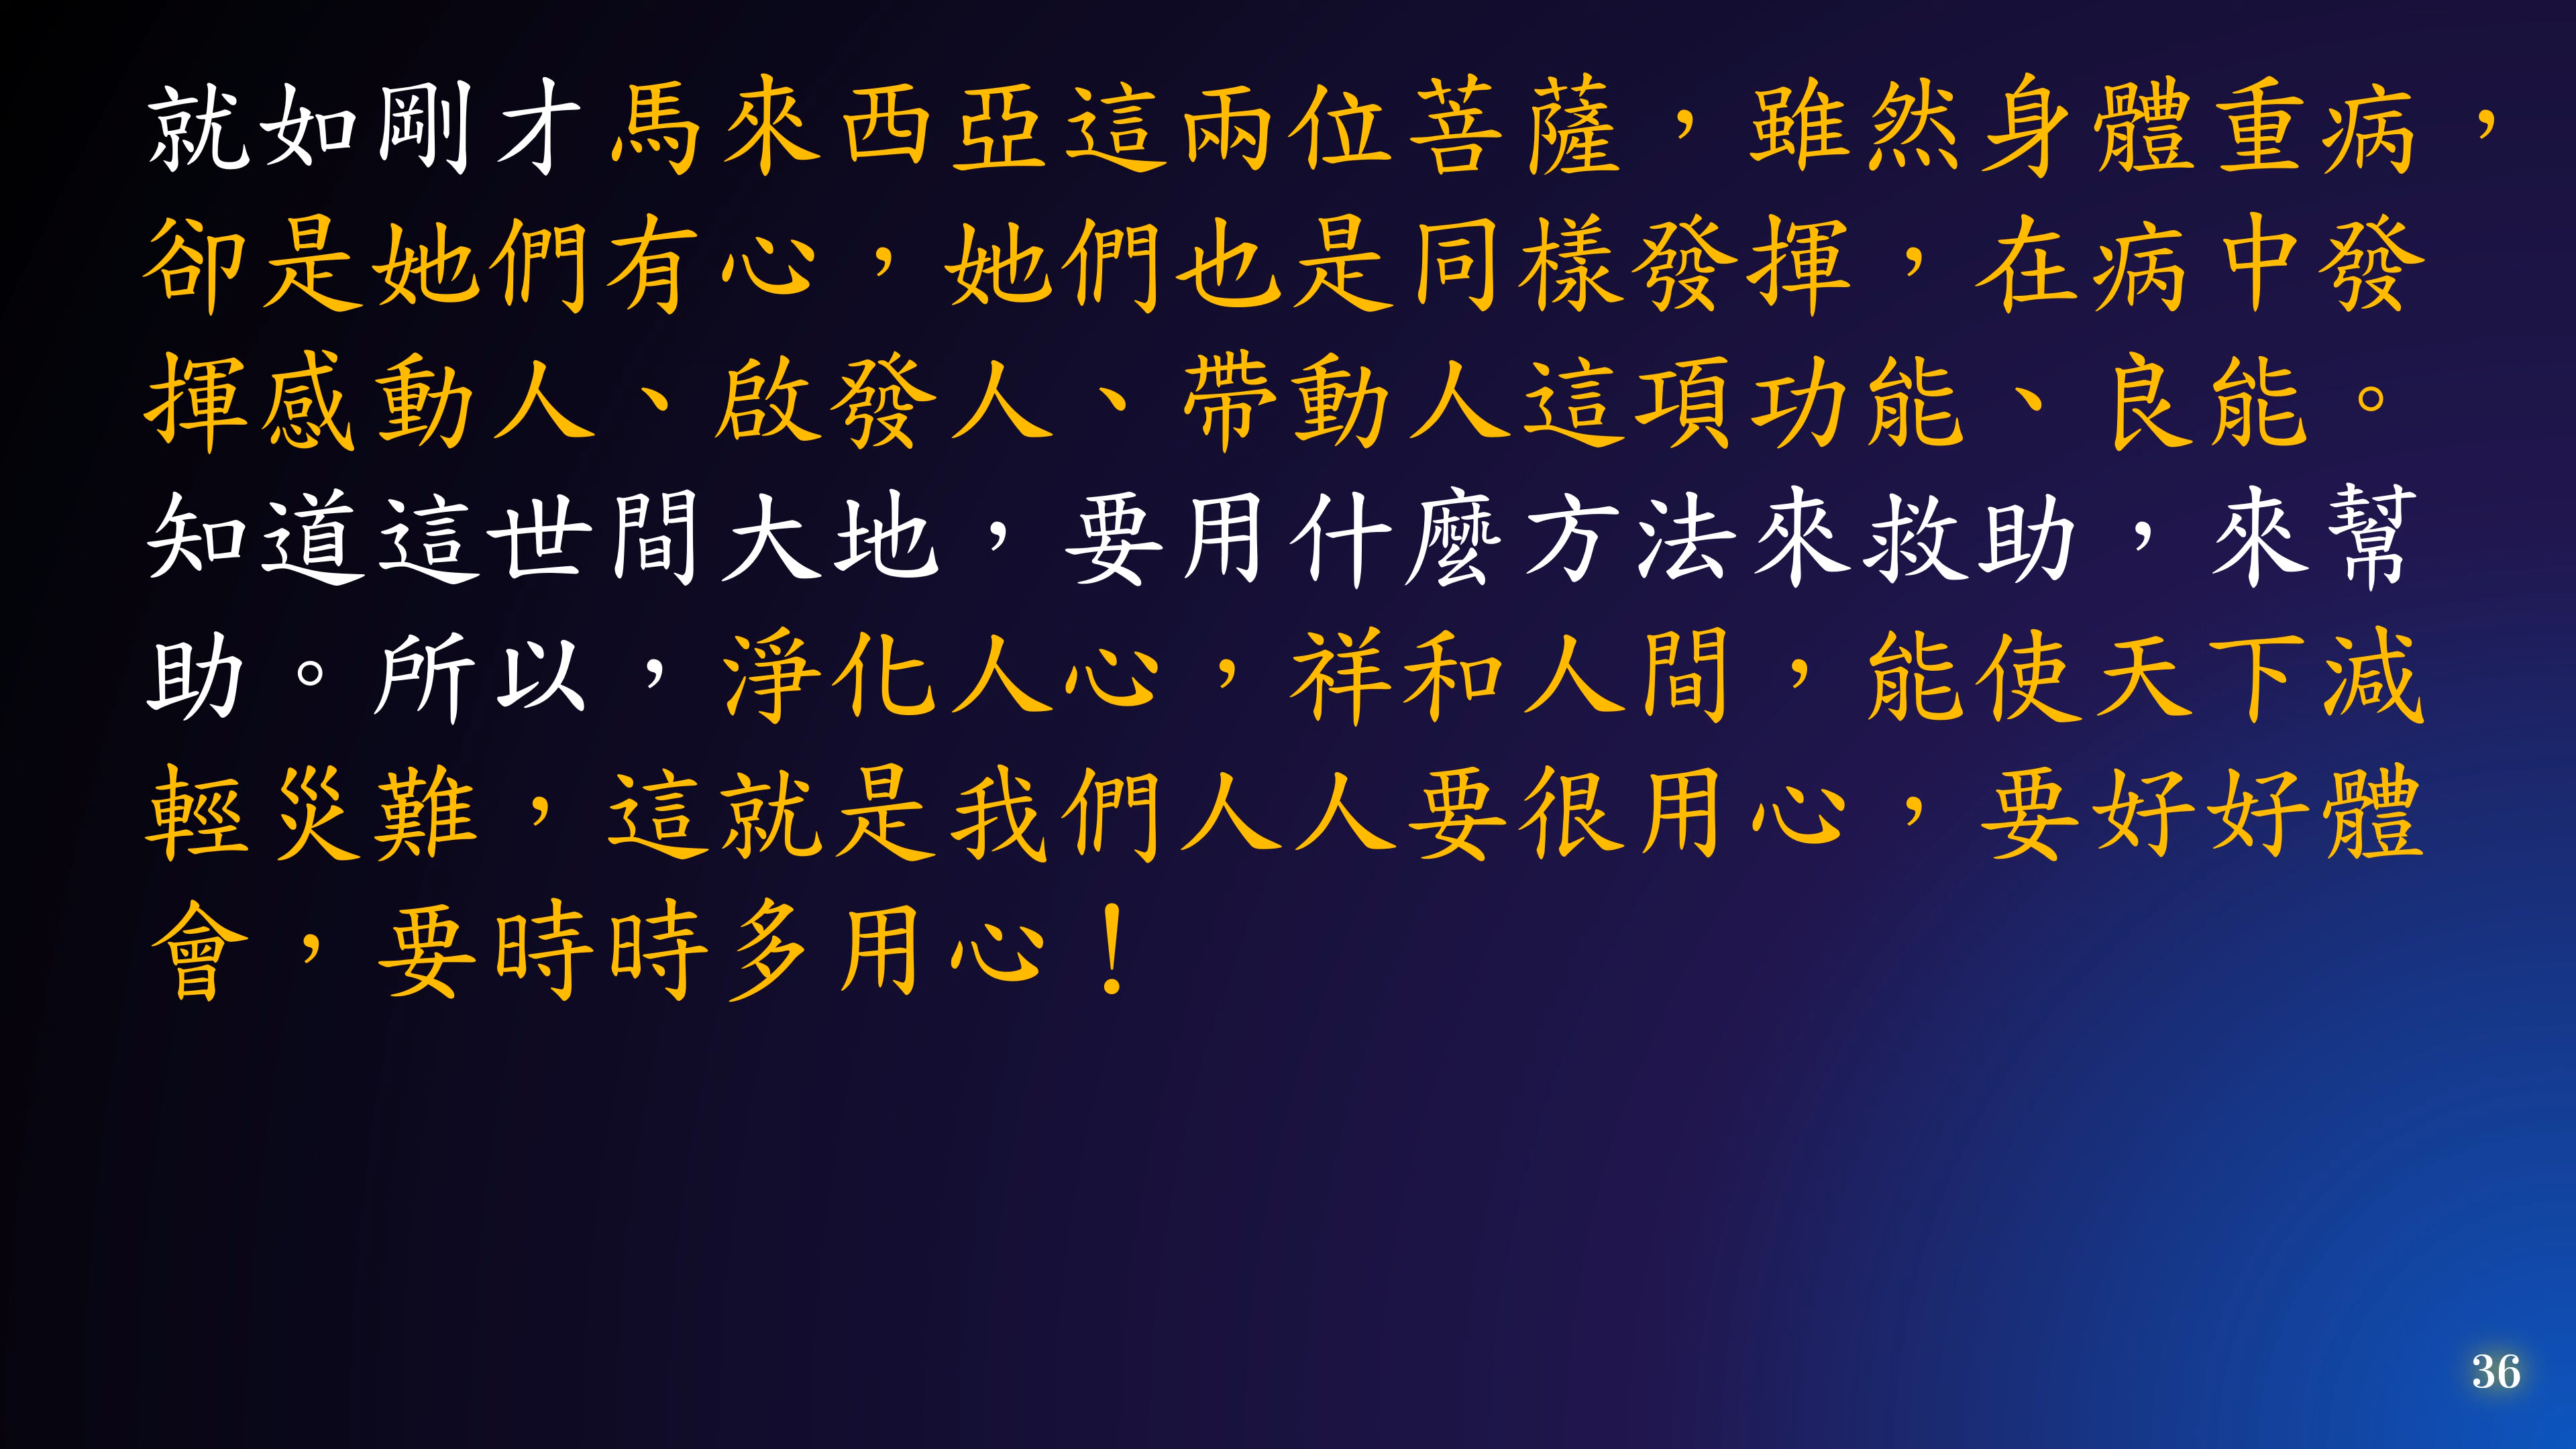 就如剛才馬來西亞這兩位菩薩，雖然身體重病，
卻是她們有心，她們也是同樣發揮，在病中發
揮感動人、啟發人、帶動人這項功能、良能。
知道這世間大地，要用什麼方法來救助，來幫
助。所以，淨化人心，祥和人間，能使天下減
輕災難，這就是我們人人要很用心，要好好體
會，要時時多用心！
36